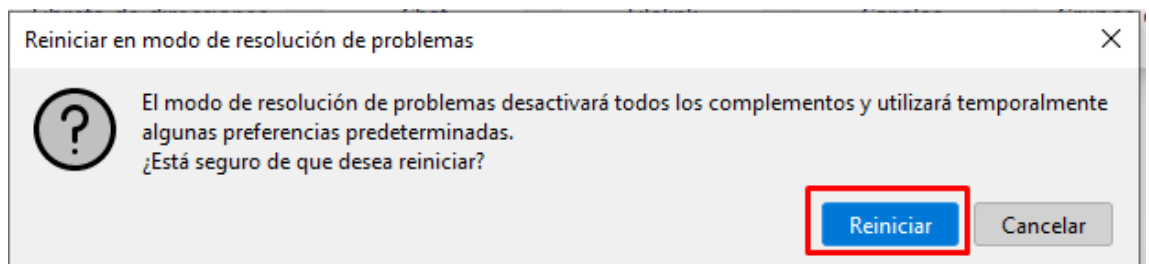 Reiniciar en modo de resolución de problemas
El modo de resolución de problemas desactivará todos los complementos y utilizará temporalmente
algunas preferencias predeterminadas.
¿Está seguro de que desea reiniciar?
Reiniciar
Cancelar